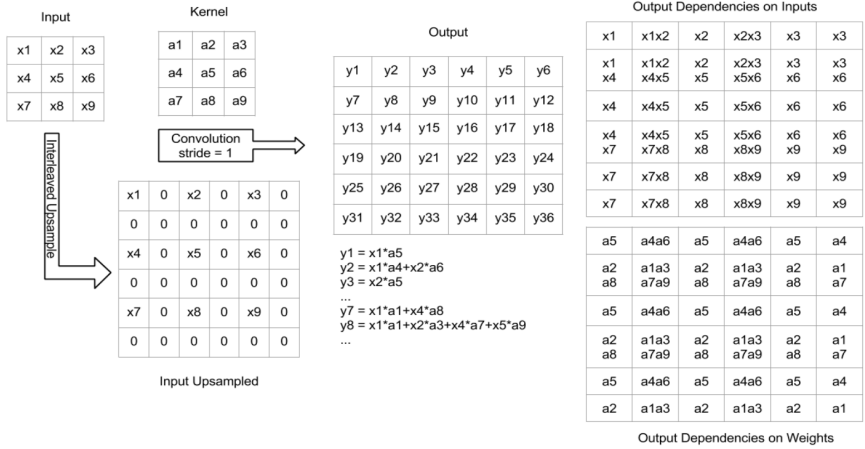 Input
x1 x2 x3
x4 x5 x6
x7 x8 x9
Kernel
a1 a2 a3
a4 a5 a6
a7 a8 a9
Interleaved Upsample
Convolution
stride = 1
x1 0 x2 0 x3 0
0 0 0 0 0 0
x4 0 x5 0 x6 0
0 0 0 0 0 0
x7 0 x8 0 x9 0
0 0 0 0 0 0
Input Upsampled
Output
y1 y2 y3 y4 y5 y6
y7 y8 y9 y10 y11 y12
y13 y14 y15 y16 y17 y18
y19 y20 y21 y22 y23 y24
y25 y26 y27 y28 y29 y30
y31 y32 y33 y34 y35 y36
y1 = x1*a5
y2 = x1*a4+x2*a6
y3 = x2*a5
...
y7 = x1*a1+x4*a8
y8 = x1*a1+x2*a3+x4*a7+x5*a9
...
Output Dependencies on Inputs
x1 x1x2 x2 x2x3 x3 x3
x1 x1x2 x2 x2x3 x3 x3
x4 x4x5 x5 x5x6 x6 x6
x4 x4x5 x5 x5x6 x6 x6
x4 x4x5 x5 x5x6 x6 x6
x7 x7x8 x8 x8x9 x9 x9
x7 x7x8 x8 x8x9 x9 x9
x7 x7x8 x8 x8x9 x9 x9
a5 a4a6 a5 a4a6 a5 a4
a2 a1a3 a2 a1a3 a2 a1
a8 a7a9 a8 a7a9 a8 a7
a5 a4a6 a5 a4a6 a5 a4
a2 a1a3 a2 a1a3 a2 a1
a8 a7a9 a8 a7a9 a8 a7
a5 a4a6 a5 a4a6 a5 a4
a2 a1a3 a2 a1a3 a2 a1
Output Dependencies on Weights